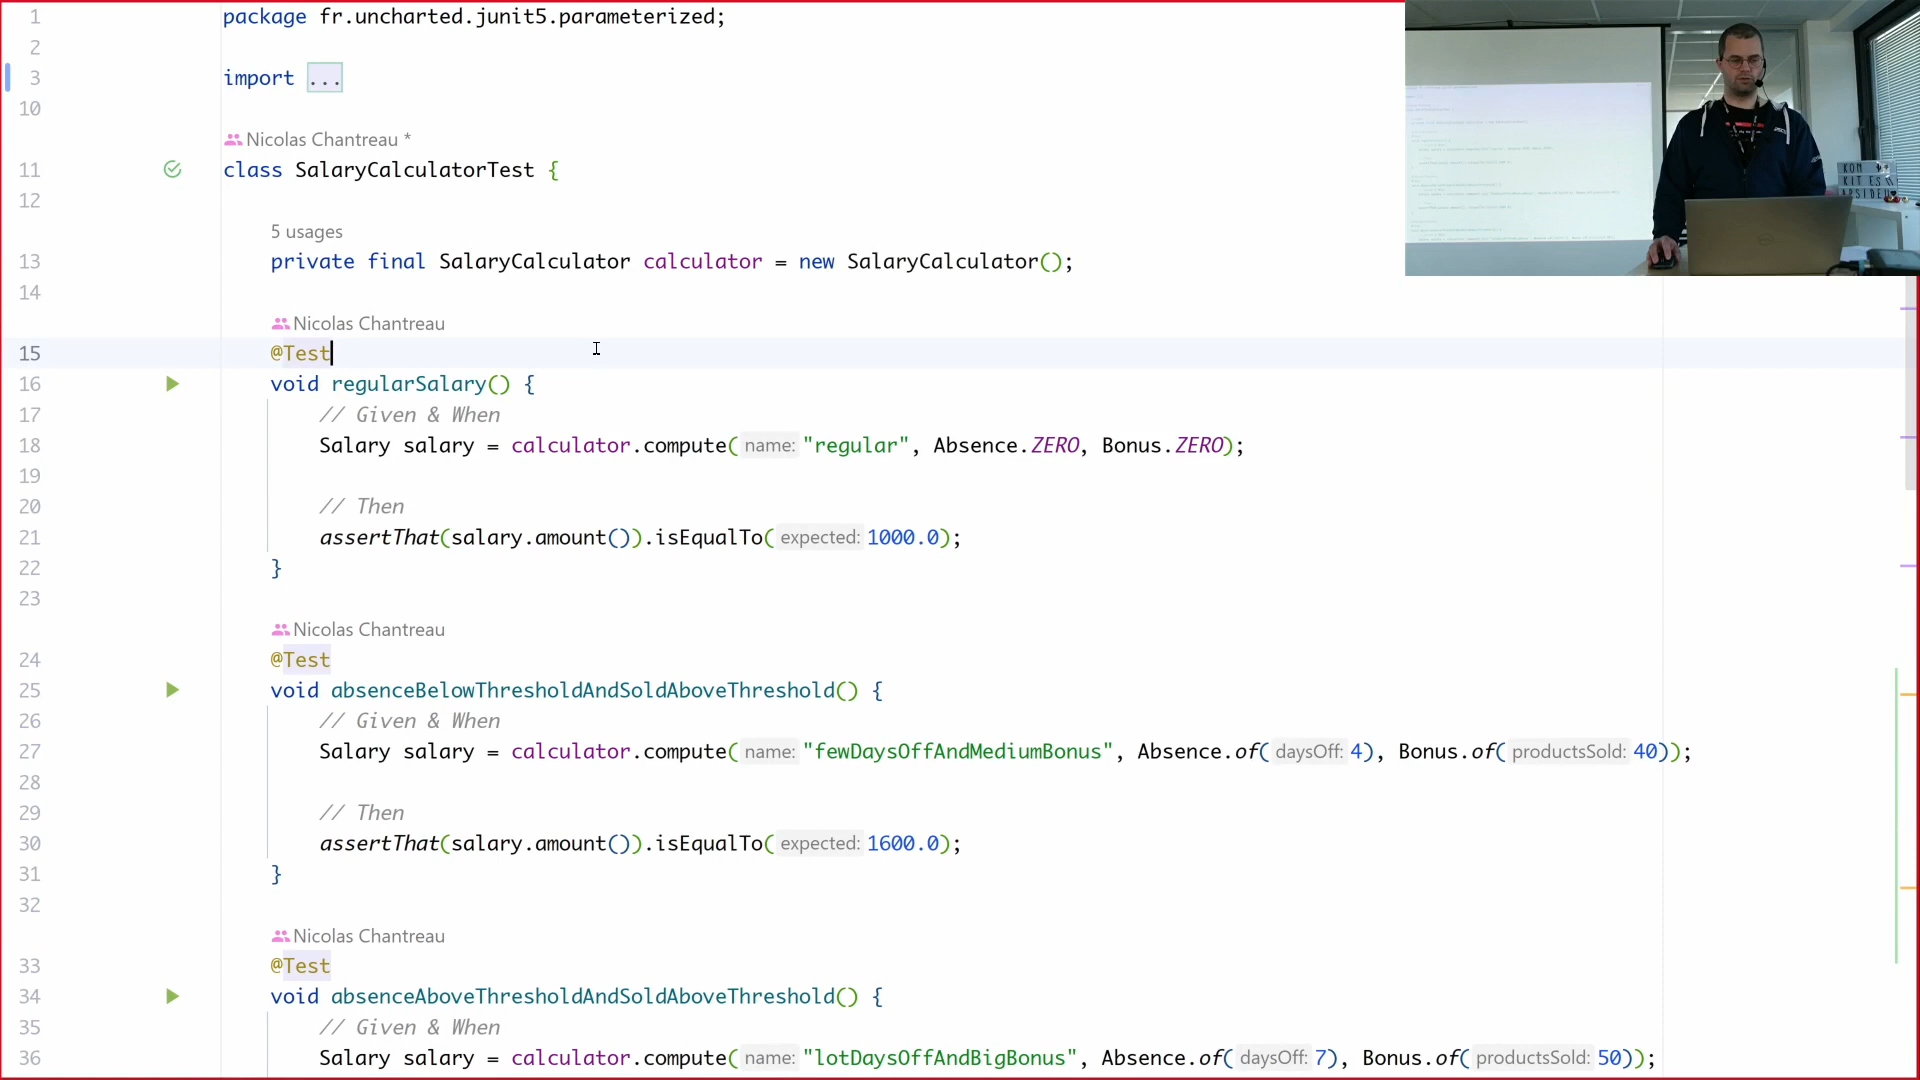 1 package fr.uncharted.junit5.parameterized;
2
3 import ...
10
Nicolas Chantreau *
11 class SalaryCalculatorTest {
12
5 usages
13 private final SalaryCalculator calculator = new SalaryCalculator();
14
Nicolas Chantreau
15 @Test
16 void regularSalary() {
17 // Given & When
18 Salary salary = calculator.compute( name: "regular", Absence.ZERO, Bonus.ZERO);
19
20 // Then
21 assertThat(salary.amount()).isEqualTo( expected: 1000.0);
22 }
23
Nicolas Chantreau
24 @Test
25 void absenceBelowThresholdAndSoldAboveThreshold() {
26 // Given & When
27 Salary salary = calculator.compute( name: "fewDaysOffAndMediumBonus", Absence.of( daysOff: 4), Bonus.of( productsSold: 40));
28
29 // Then
30 assertThat(salary.amount()).isEqualTo( expected: 1600.0);
31 }
32
Nicolas Chantreau
33 @Test
34 void absenceAboveThresholdAndSoldAboveThreshold() {
35 // Given & When
36 Salary salary = calculator.compute( name: "lotDaysOffAndBigBonus", Absence.of( daysOff: 7), Bonus.of( productsSold: 50));
KOM
KIT ES